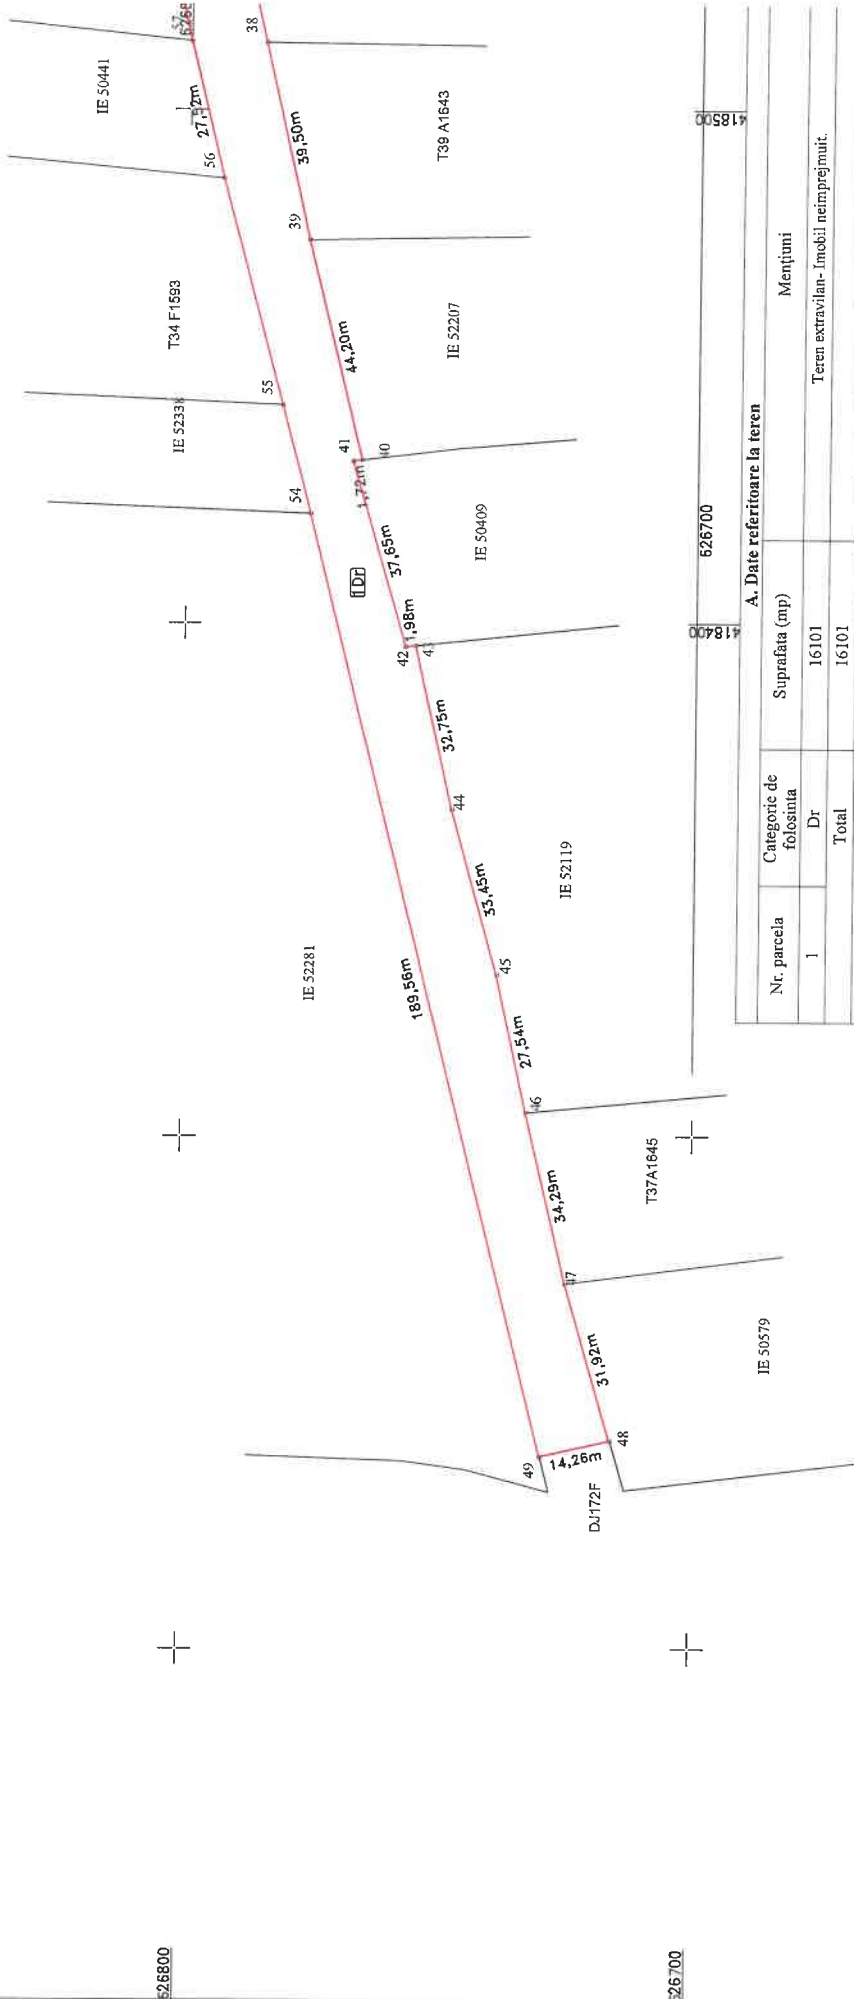 IE 50441
57
27,52m
56
38
39,50m
T39 A1643
39
T34 F1593
55
IE 52338
54
44,20m
IE 52207
41
40
1,72m
37,65m
IE 50409
1Dr
42
1,98m
43
32,75m
44
33,45m
IE 52119
45
IE 52281
189,56m
27,54m
46
34,29m
T37A1645
47
31,92m
IE 50579
48
49
14,26m
DJ172F
418500
418400
626700
626800
626700
A. Date referitoare la teren
Nr. parcela Categorie de folosinta Suprafata (mp) Mențiuni
1 Dr 16101 Teren extravilan- Imobil neimprejmuit.
Total 16101